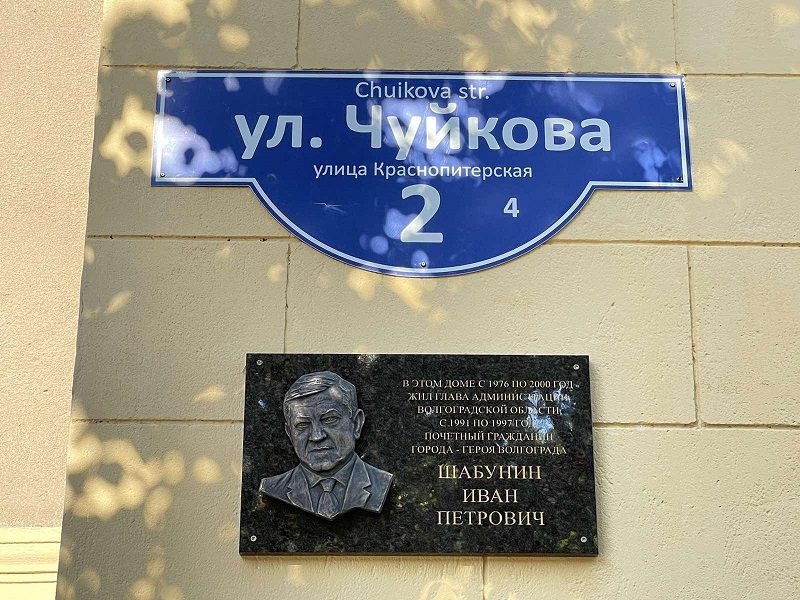 Chuikova str.
ул. Чуйкова
улица Краснопитерская
2 4
В ЭТОМ ДОМЕ С 1976 ПО 2000 ГОД
ЖИЛ ГЛАВА АДМИНИСТРАЦИИ
ВОЛГОГРАДСКОЙ ОБЛАСТИ
С 1991 ПО 1997 ГОД
ПОЧЕТНЫЙ ГРАЖДАНИН
ГОРОДА - ГЕРОЯ ВОЛГОГРАДА
ШАБУНИН
ИВАН
ПЕТРОВИЧ